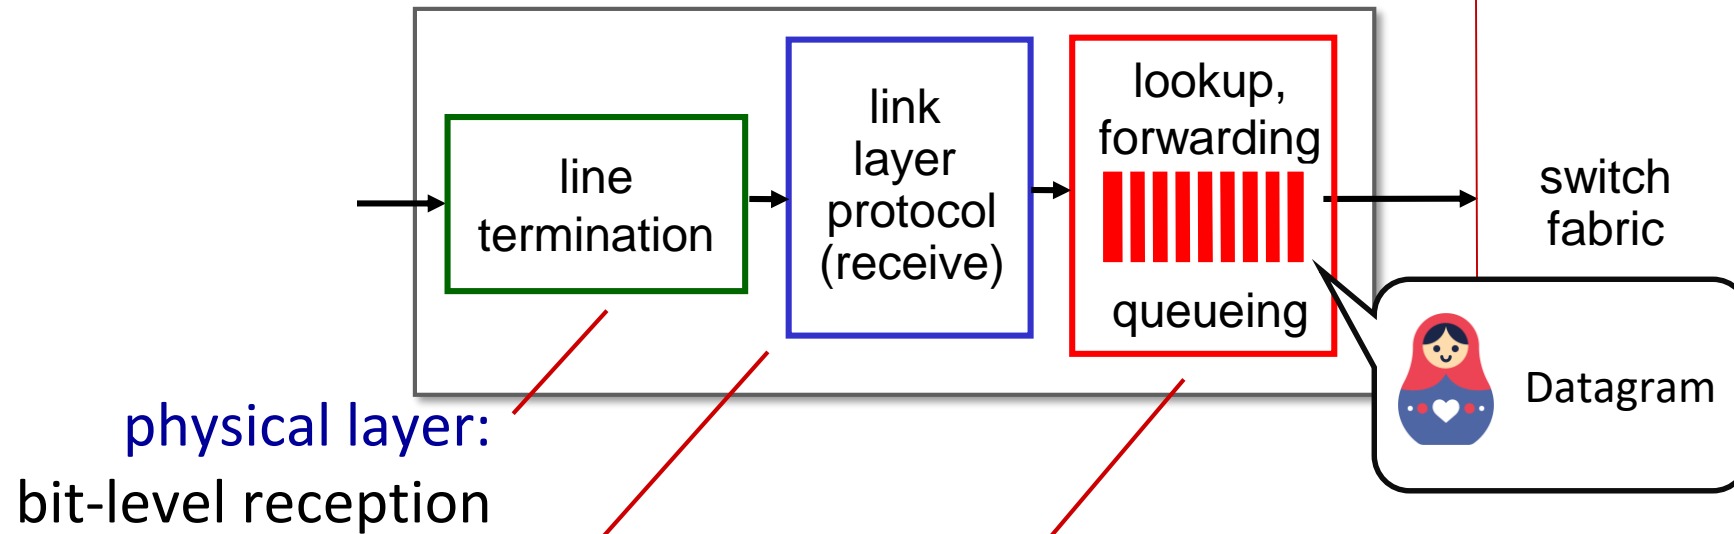 line
termination
link
layer
protocol
(receive)
lookup,
forwarding
queueing
switch
fabric
Datagram
physical layer:
bit-level reception